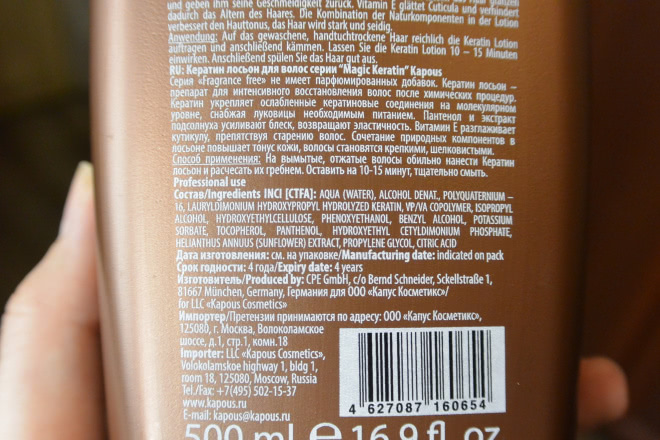 und geben ihm seine Geschmeidigkeit zurück. Vitamin E glättet Cuticula und verhindert
dadurch das Altern des Haares. Die Kombination der Naturkomponenten in der Lotion
verbessert den Hauttonus, das Haar wird stark und seidig.
Anwendung: Auf das gewaschene, handtuchtrockene Haar reichlich die Keratin Lotion
auftragen und anschließend kämmen. Lassen Sie die Keratin Lotion 10 – 15 Minuten
einwirken. Anschließend spülen Sie das Haar gut aus.
RU: Кератин лосьон для волос серии "Magic Keratin" Kapous
Серия «Fragrance free» не имеет парфюмированных добавок. Кератин лосьон –
препарат для интенсивного восстановления волос после химических процедур.
Кератин укрепляет ослабленные кератиновые соединения на молекулярном
уровне, снабжая луковицы необходимым питанием. Пантенол и экстракт
подсолнуха усиливают блеск, возвращают эластичность. Витамин Е разглаживает
кутикулу, препятствуя старению волос. Сочетание природных компонентов в
лосьоне повышает тонус кожи, волосы становятся крепкими, шелковистыми.
Способ применения: На вымытые, отжатые волосы обильно нанести Кератин
лосьон и расчесать их гребнем. Оставить на 10-15 минут, тщательно смыть.
Professional use
Состав/Ingredients INCI [CTFA]: AQUA (WATER), ALCOHOL DENAT., POLYQUATERNIUM –
16, LAURYLDIMONIUM HYDROXYPROPYL HYDROLYZED KERATIN, VP/VA COPOLYMER, ISOPROPYL
ALCOHOL, HYDROXYETHYLCELLULOSE, PHENOXYETHANOL, BENZYL ALCOHOL, POTASSIUM
SORBATE, TOCOPHEROL, PANTHENOL, HYDROXYETHYL CETYLDIMONIUM PHOSPHATE,
HELIANTHUS ANNUUS (SUNFLOWER) EXTRACT, PROPYLENE GLYCOL, CITRIC ACID
Дата изготовления: см. на упаковке/Manufacturing date: indicated on pack
Срок годности: 4 года/Expiry date: 4 years
Изготовитель/Produced by: CPE GmbH, c/o Bernd Schneider, Sckellstraße 1,
81667 München, Germany, Германия для ООО «Капус Косметикс»/
for LLC «Kapous Cosmetics»
Импортер/Претензии принимаются по адресу: ООО «Капус Косметикс»,
125080, г. Москва, Волоколамское
шоссе, д.1, стр.1, комн.18
Importer: LLC «Kapous Cosmetics»,
Volokolamskoe highway 1, bldg 1,
room 18, 125080, Moscow, Russia
Tel./Fax: +7(495) 502-15-37
www.kapous.ru
E-mail: kapous@kapous.ru
4 627087 160654
500 ml ℮ 16.9 fl. oz